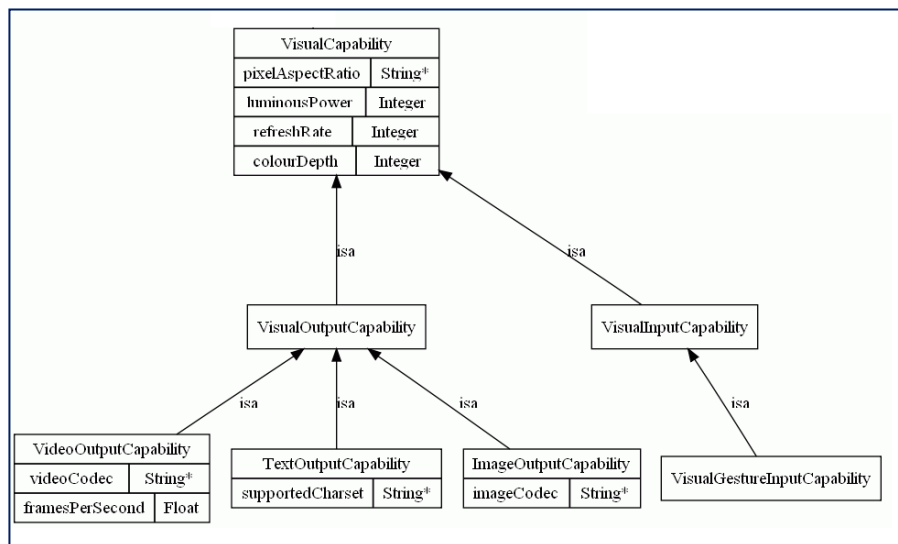 VisualCapability
pixelAspectRatio String*
luminousPower Integer
refreshRate Integer
colourDepth Integer
isa
isa
VisualOutputCapability
VisualInputCapability
isa
isa
isa
isa
VideoOutputCapability
videoCodec String*
framesPerSecond Float
TextOutputCapability
supportedCharset String*
ImageOutputCapability
imageCodec String*
VisualGestureInputCapability